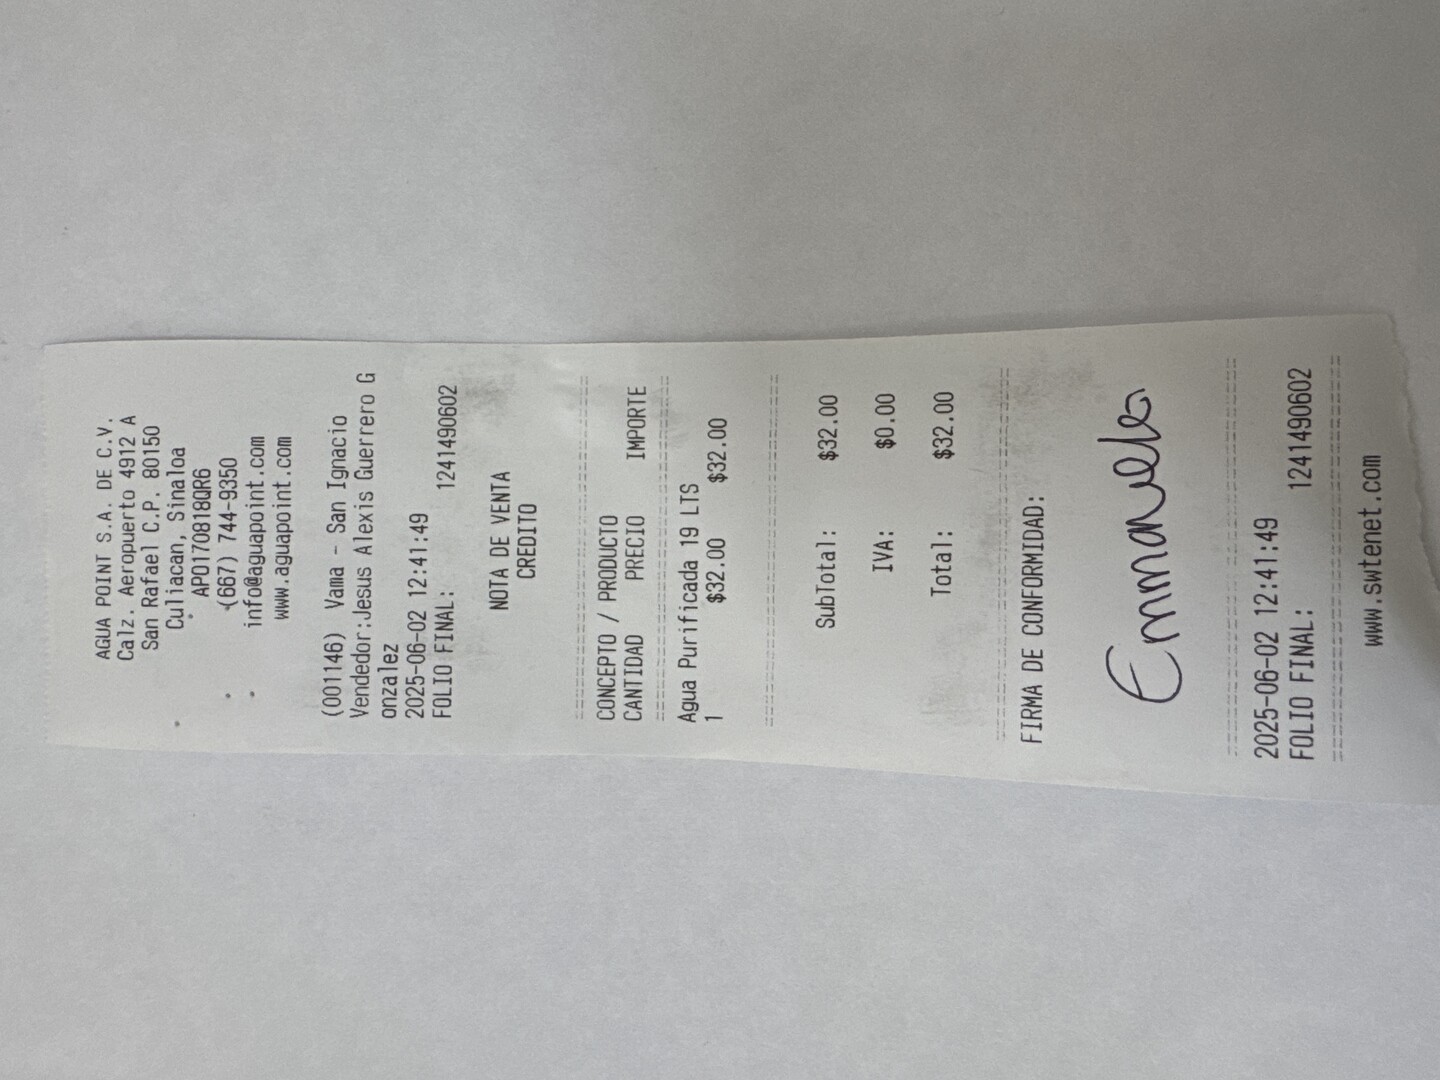 AGUA POINT S.A. DE C.V.
Calz. Aeropuerto 4912 A
San Rafael C.P. 80150
Culiacan, Sinaloa
APO170818QR6
(667) 744-9350
info@aguapoint.com
www.aguapoint.com
(001146) Vama - San Ignacio
Vendedor:Jesus Alexis Guerrero G
onzalez
2025-06-02 12:41:49
FOLIO FINAL: 1241490602
NOTA DE VENTA
CREDITO
CONCEPTO / PRODUCTO
CANTIDAD PRECIO IMPORTE
Agua Purificada 19 LTS
1 $32.00 $32.00
SubTotal: $32.00
IVA: $0.00
Total: $32.00
FIRMA DE CONFORMIDAD:
2025-06-02 12:41:49
FOLIO FINAL: 1241490602
www.swtenet.com